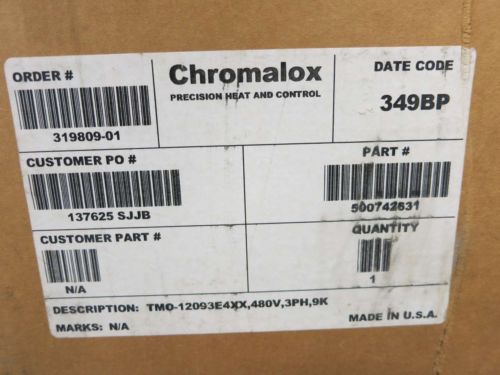 ORDER #
319809-01
Chromalox
PRECISION HEAT AND CONTROL
DATE CODE
349BP
CUSTOMER PO #
137625 SJJB
PART #
500742631
CUSTOMER PART #
N/A
QUANTITY
1
DESCRIPTION: TMO-12093E4XX,480V,3PH,9K
MARKS: N/A
MADE IN U.S.A.